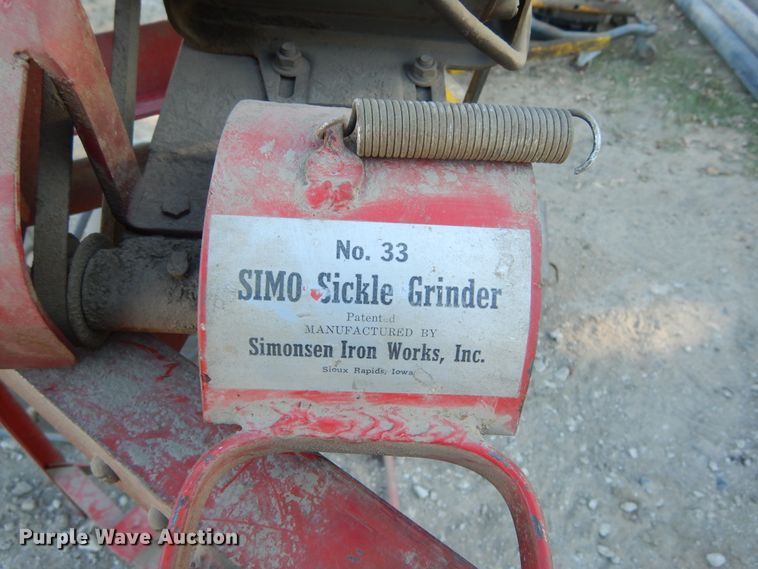 No. 33
SIMO Sickle Grinder
Patented
MANUFACTURED BY
Simonsen Iron Works, Inc.
Sioux Rapids, Iowa
Purple Wave Auction